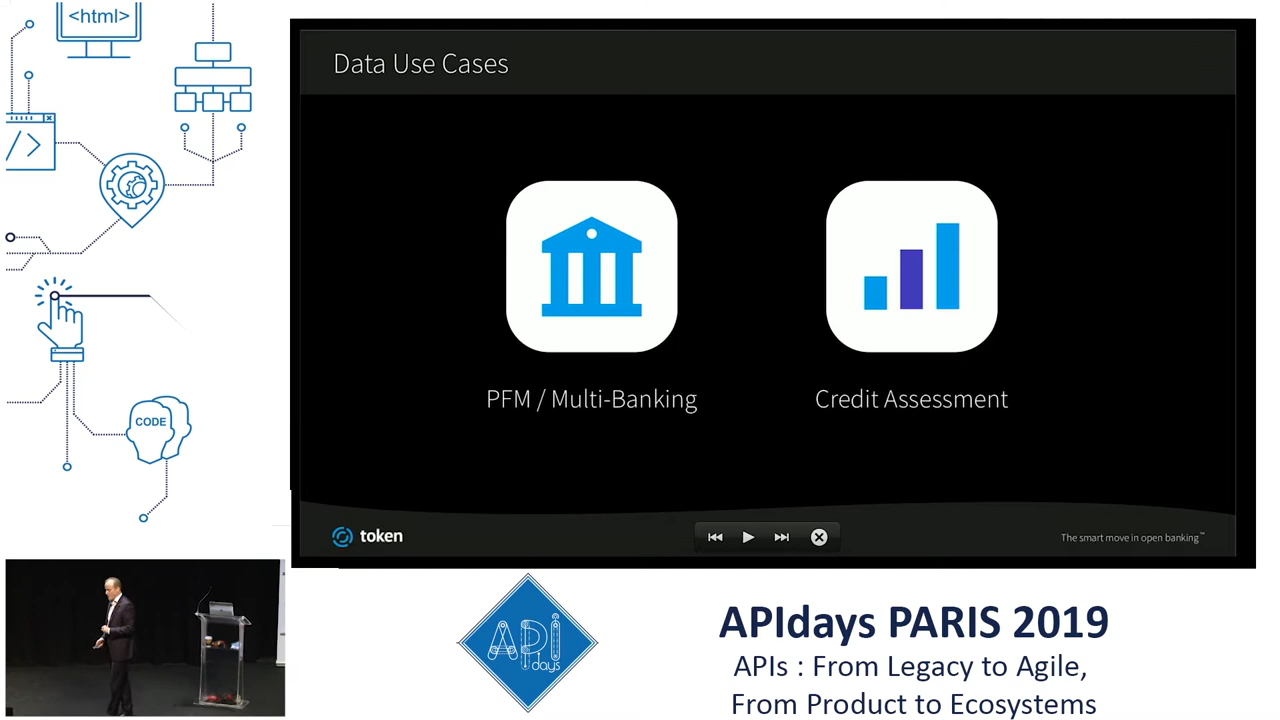 <html>
</>
CODE
Data Use Cases
PFM / Multi-Banking
Credit Assessment
token
The smart move in open banking™
API
days
APIdays PARIS 2019
APIs : From Legacy to Agile,
From Product to Ecosystems